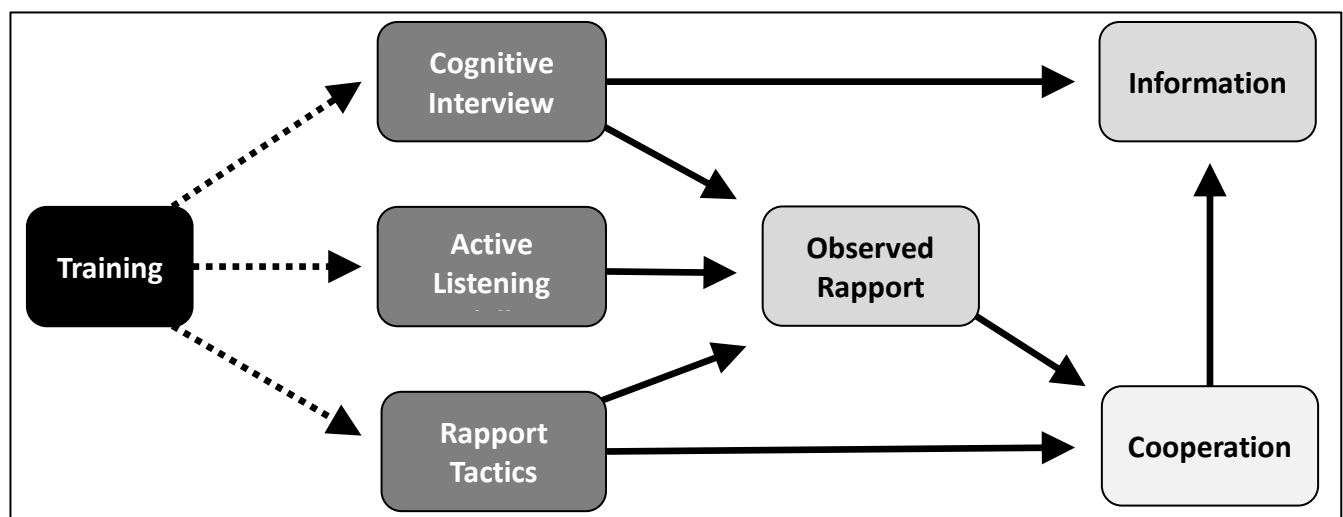 Cognitive
Interview
Information
Training
Active
Listening
Observed
Rapport
Rapport
Tactics
Cooperation